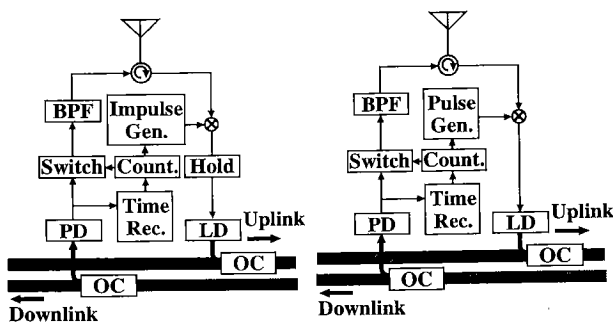 BPF
Impulse
Gen.
Switch
Count.
Hold
PD
Time
Rec.
LD
Uplink
OC
OC
Downlink
BPF
Pulse
Gen.
Switch
Count.
PD
Time
Rec.
LD
Uplink
OC
OC
Downlink